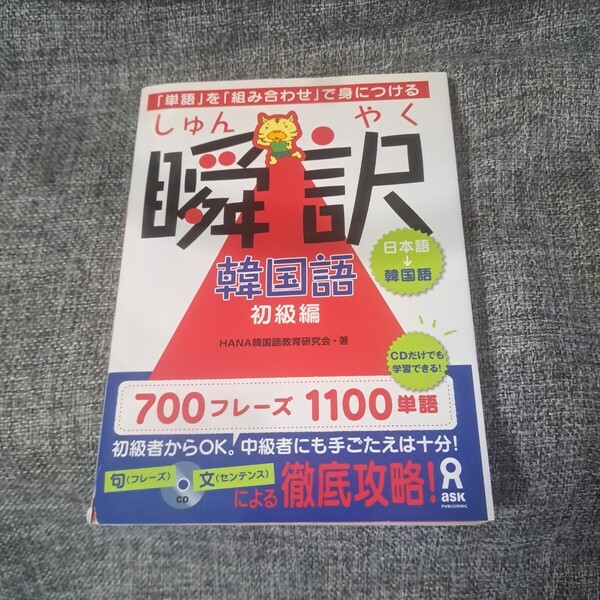 「単語」を「組み合わせ」で身につける
しゅん やく
瞬訳
日本語
↓
韓国語
韓国語
初級編
HANA韓国語教育研究会・著
CDだけでも
学習できる!
700フレーズ 1100単語
初級者からOK。中級者にも手ごたえは十分!
句(フレーズ) CD 文(センテンス)
による徹底攻略!
ask
PUBLISHING